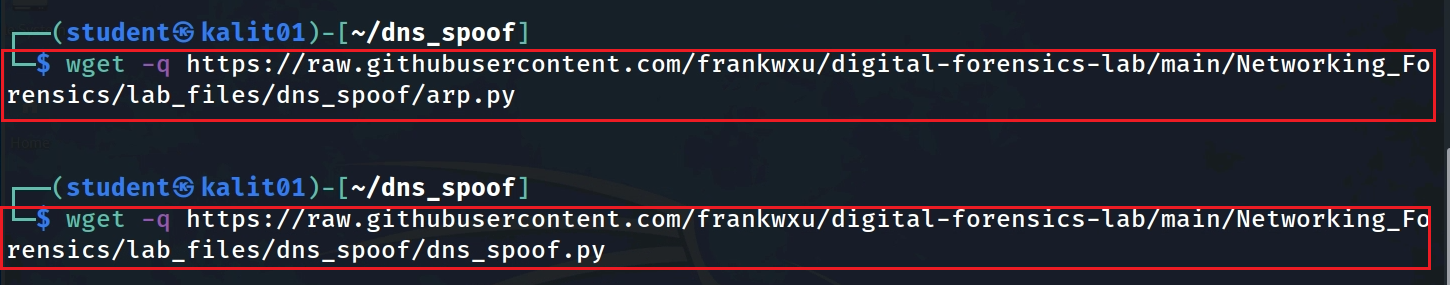 ┌──(student㉿kalit01)-[~/dns_spoof]
└─$ wget -q https://raw.githubusercontent.com/frankwxu/digital-forensics-lab/main/Networking_Fo
rensics/lab_files/dns_spoof/arp.py
Home
┌──(student㉿kalit01)-[~/dns_spoof]
└─$ wget -q https://raw.githubusercontent.com/frankwxu/digital-forensics-lab/main/Networking_Fo
rensics/lab_files/dns_spoof/dns_spoof.py